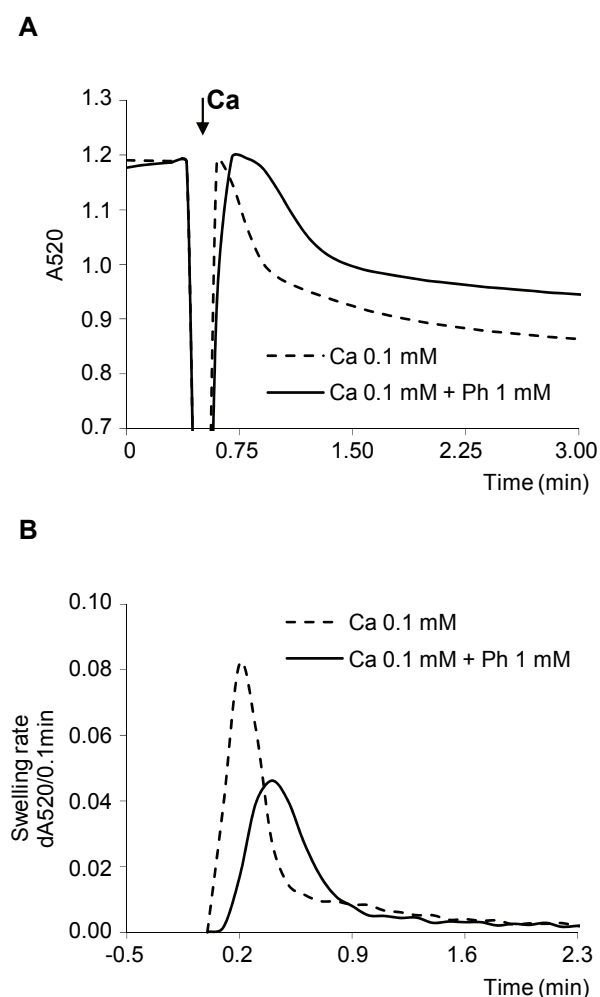 A
Ca
1.3
1.2
1.1
1.0
0.9
0.8
0.7
A520
Ca 0.1 mM
Ca 0.1 mM + Ph 1 mM
0 0.75 1.50 2.25 3.00
Time (min)
B
0.10
0.08
0.06
0.04
0.02
0.00
Swelling rate
dA520/0.1min
Ca 0.1 mM
Ca 0.1 mM + Ph 1 mM
-0.5 0.2 0.9 1.6 2.3
Time (min)